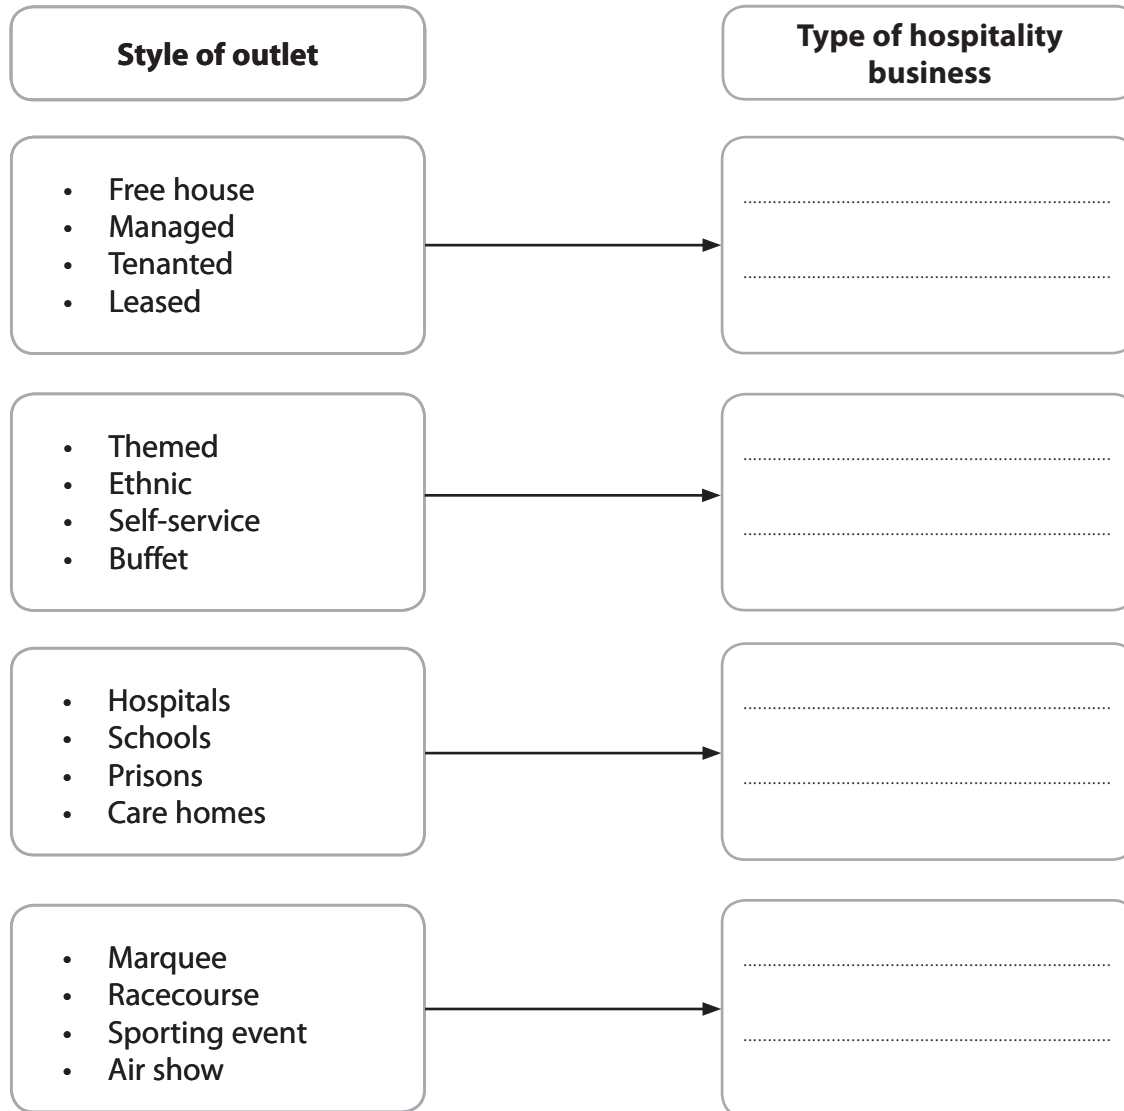 Style of outlet
Type of hospitality
business
• Free house
• Managed
• Tenanted
• Leased
• Themed
• Ethnic
• Self-service
• Buffet
• Hospitals
• Schools
• Prisons
• Care homes
• Marquee
• Racecourse
• Sporting event
• Air show